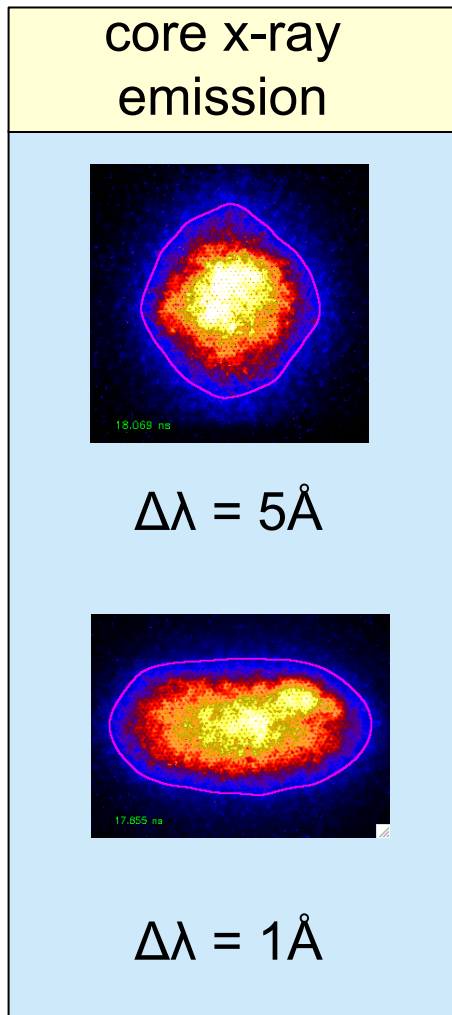 core x-ray
emission
18.069 ns
Δλ = 5Å
17.855 ns
Δλ = 1Å